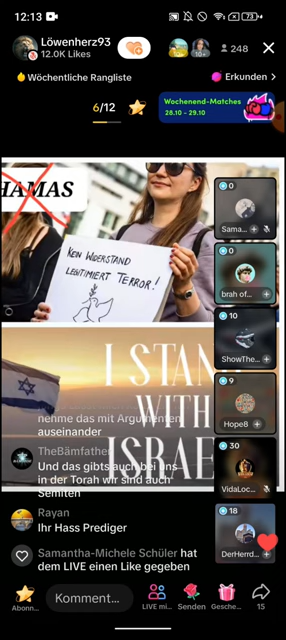 12:13
73
Löwenherz93
12.0K Likes
10
248
Wöchentliche Rangliste
Erkunden >
6/12
Wochenend-Matches
28.10 - 29.10
HAMAS
KEIN WIDERSTAND
LEGITIMIERT TERROR!
I STAN
WITH
ISRAE
0
Sama...
0
brah of...
10
ShowThe...
9
Hope8
30
VidaLoc...
18
DerHerrd...
nehme das mit Argumenten
auseinander
TheBämfather
Und das gibts auch bei uns
in der Torah wir sind auch
Semiten
Rayan
Ihr Hass Prediger
Samantha-Michele Schüler hat
dem LIVE einen Like gegeben
Abonn...
Komment...
LIVE mi...
Senden
Gesche...
15